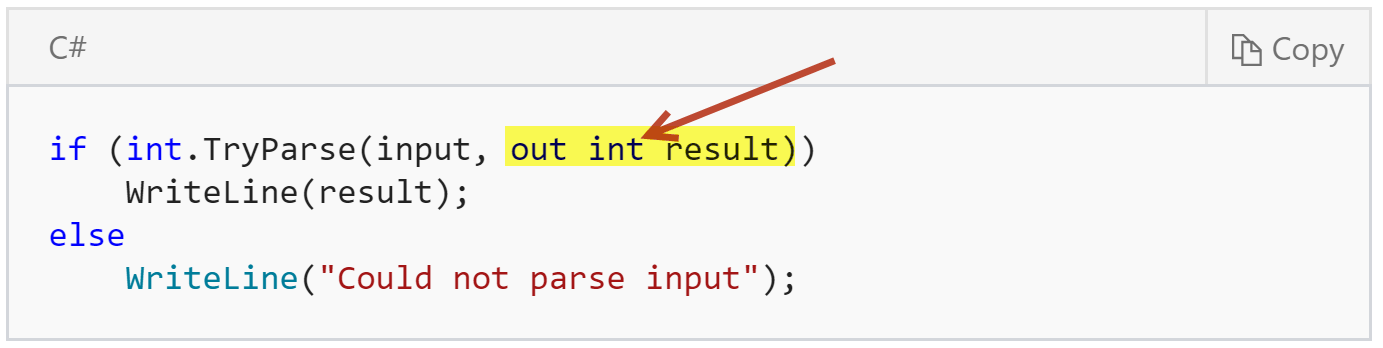 C#
Copy
if (int.TryParse(input, out int result))
    WriteLine(result);
else
    WriteLine("Could not parse input");